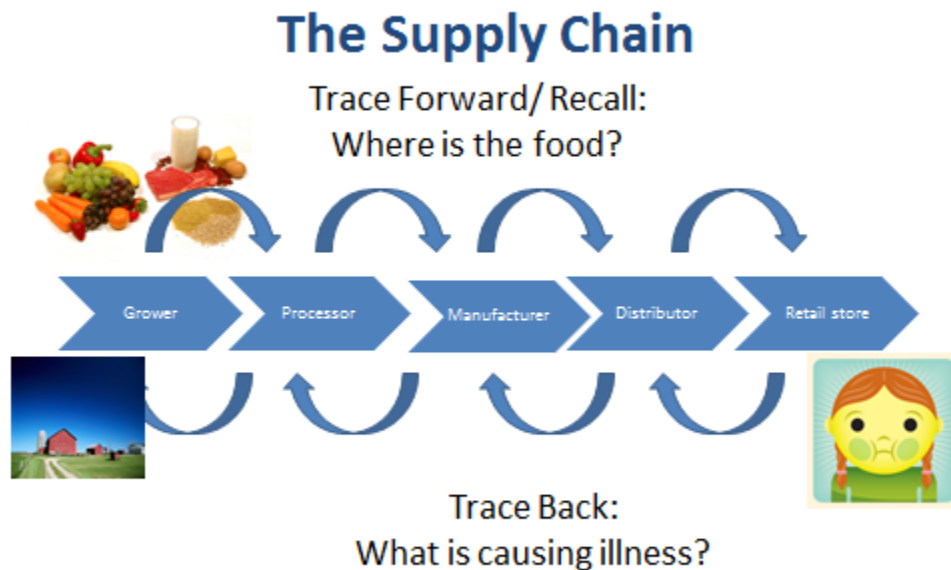 The Supply Chain
Trace Forward/ Recall:
Where is the food?
Grower
Processor
Manufacturer
Distributor
Retail store
Trace Back:
What is causing illness?